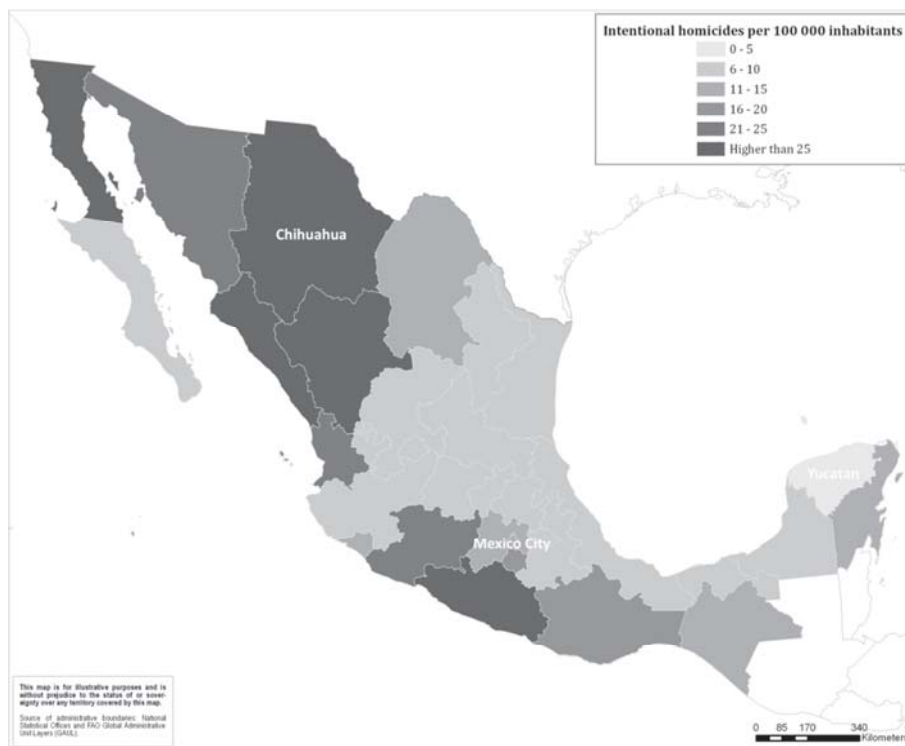 Intentional homicides per 100 000 inhabitants
0 - 5
6 - 10
11 - 15
16 - 20
21 - 25
Higher than 25
Chihuahua
Yucatan
Mexico City
This map is for illustrative purposes and is
without prejudice to the status of or sover-
eignty over any territory covered by this map.
Source of administrative boundaries: National
Statistical Offices and FAO Global Administrative
Unit Layers (GAUL).
0 85 170 340
Kilometers